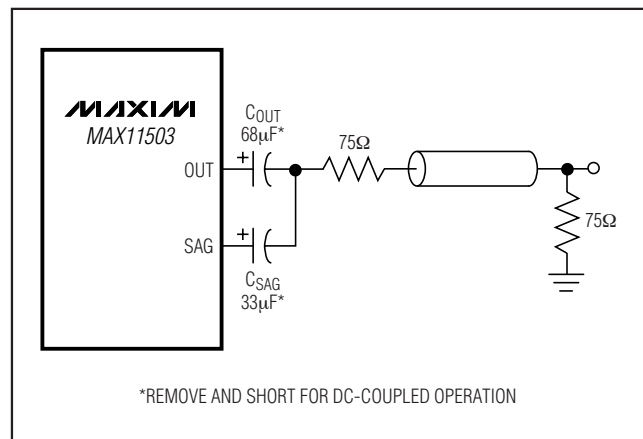 MAXIM
MAX11503
COUT
68µF*
75Ω
OUT
+
SAG
+
CSAG
33µF*
75Ω
*REMOVE AND SHORT FOR DC-COUPLED OPERATION